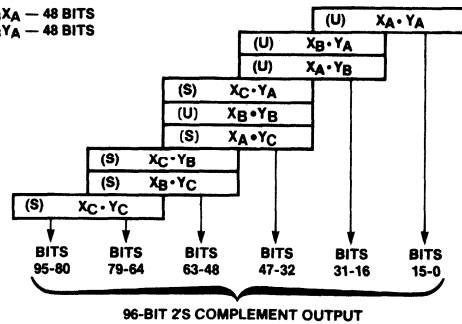 XA — 48 BITS
YA — 48 BITS
(U) XA•YA
(U) XB•YA
(U) XA•YB
(S) XC•YA
(U) XB•YB
(S) XA•YC
(S) XC•YB
(S) XB•YC
(S) XC•YC
BITS 95-80
BITS 79-64
BITS 63-48
BITS 47-32
BITS 31-16
BITS 15-0
96-BIT 2'S COMPLEMENT OUTPUT